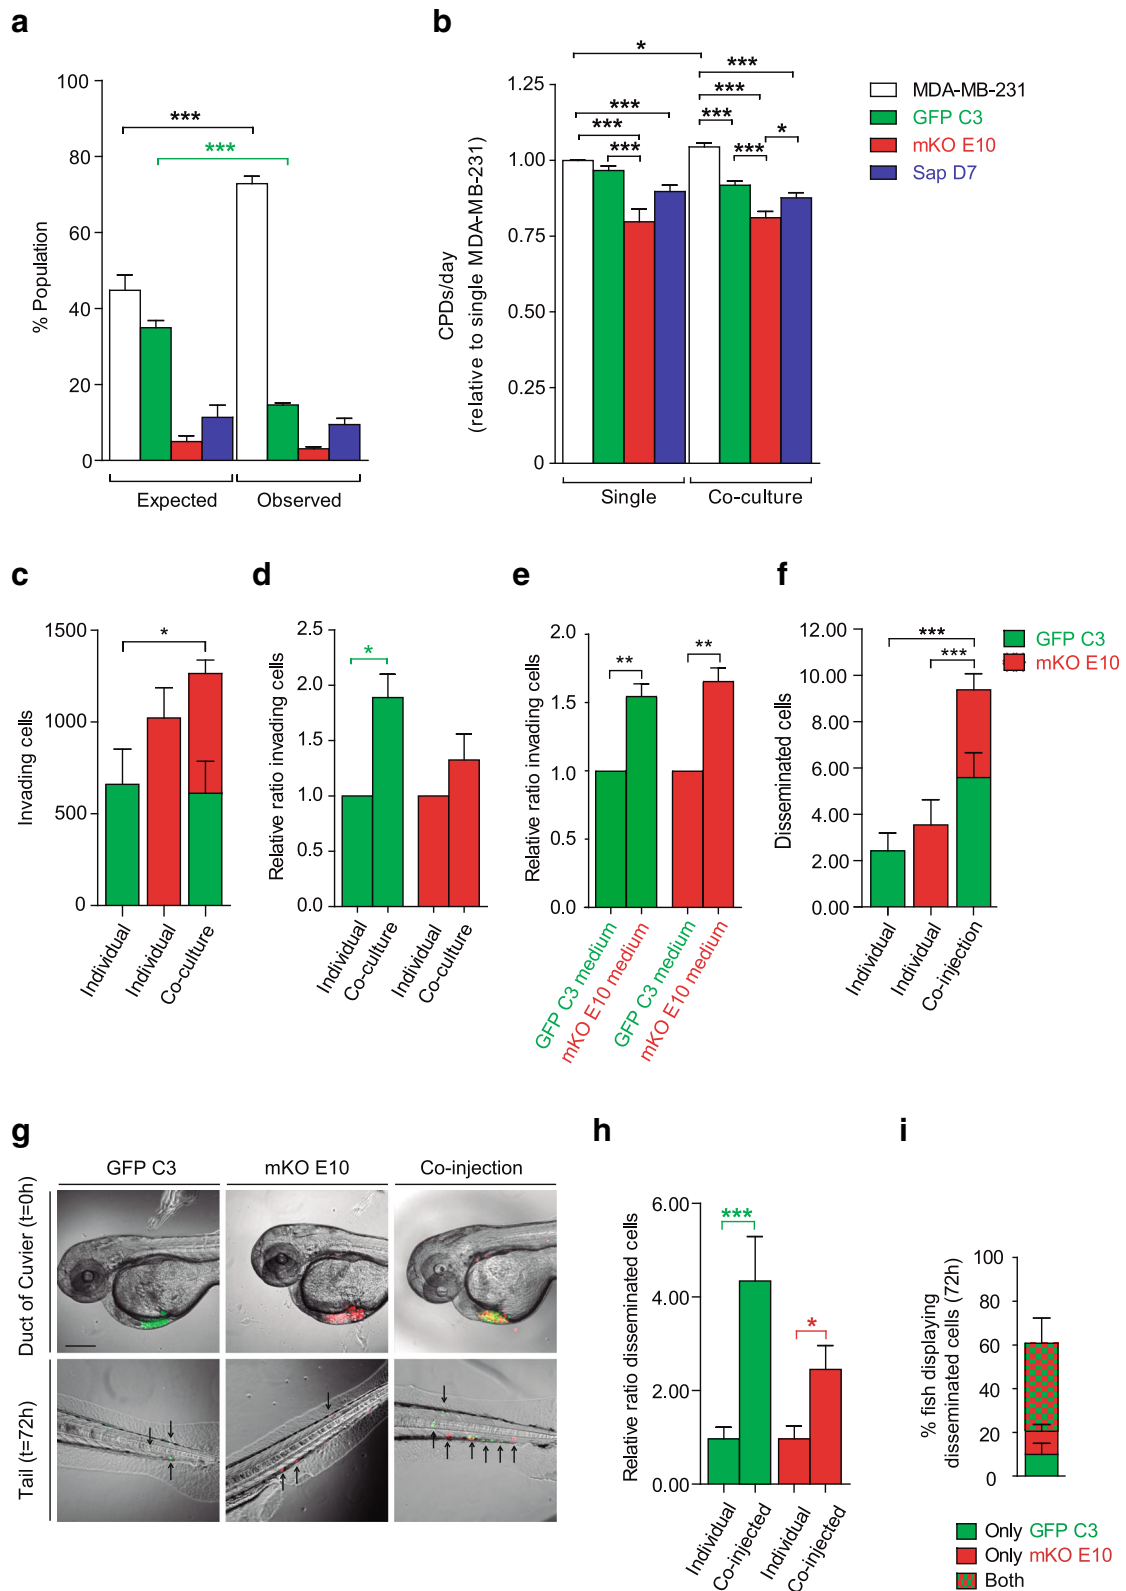 a
100
80
60
40
20
0
% Population
***
***
Expected
Observed
b
1.25
1.00
0.75
0.50
0.25
0
CPDs/day
(relative to single MDA-MB-231)
*
***
***
***
***
***
***
***
*
Single
Co-culture
MDA-MB-231
GFP C3
mKO E10
Sap D7
c
1500
1000
500
0
Invading cells
*
Individual
Individual
Co-culture
d
2.5
2.0
1.5
1.0
0.5
0.0
Relative ratio invading cells
*
Individual
Co-culture
Individual
Co-culture
e
2.0
1.5
1.0
0.5
0.0
Relative ratio invading cells
**
**
GFP C3 medium
mKO E10 medium
GFP C3 medium
mKO E10 medium
f
12.00
10.00
8.00
6.00
4.00
2.00
0.00
Disseminated cells
***
***
Individual
Individual
Co-injection
GFP C3
mKO E10
g
GFP C3
mKO E10
Co-injection
Duct of Cuvier (t=0h)
Tail (t=72h)
h
6.00
4.00
2.00
0.00
Relative ratio disseminated cells
***
*
Individual
Co-injected
Individual
Co-injected
i
100
80
60
40
20
0
% fish displaying
disseminated cells (72h)
Only GFP C3
Only mKO E10
Both